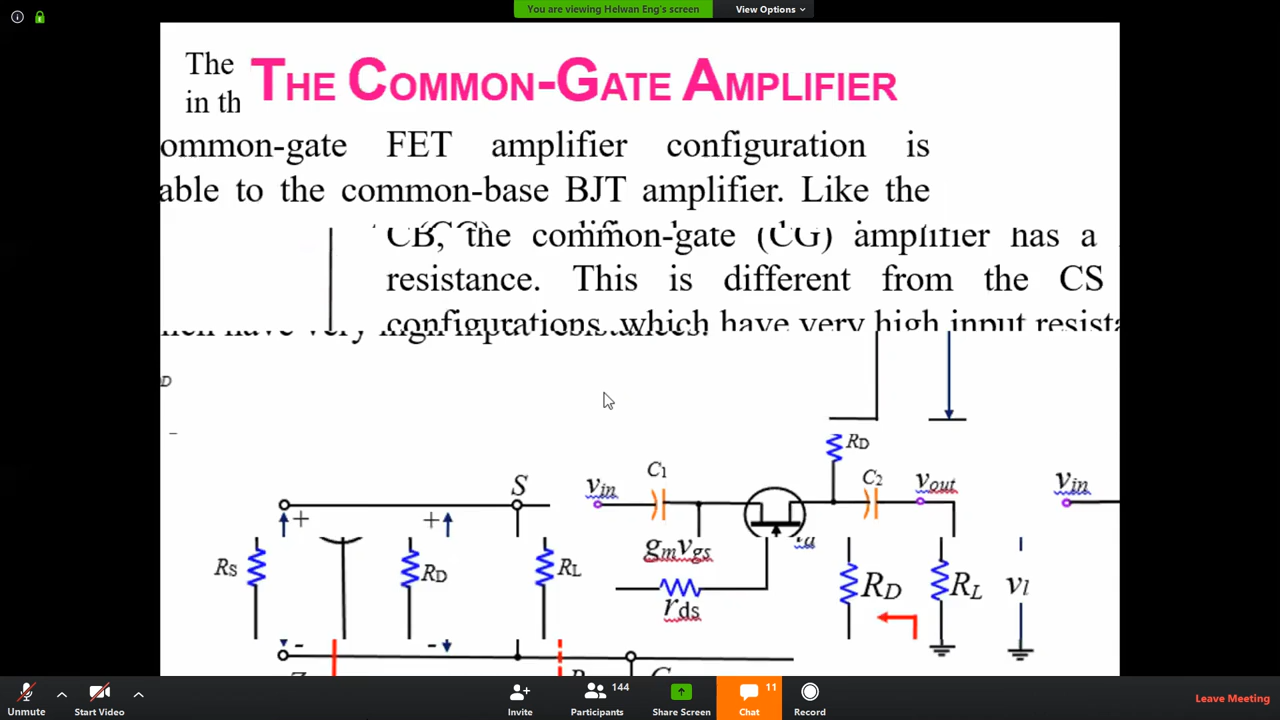 You are viewing Helwan Eng's screen
View Options
The
in th
THE COMMON-GATE AMPLIFIER
ommon-gate FET amplifier configuration is
able to the common-base BJT amplifier. Like the
CB, the common-gate (CG) amplifier has a
resistance. This is different from the CS
configurations, which have very high input resista
D
C1
RD
C2
S
vin
vout
vin
+
+
gmvgs
RS
RD
RL
rds
RD
RL
vl
-
-
Unmute
Start Video
Invite
Participants
144
Share Screen
Chat
11
Record
Leave Meeting